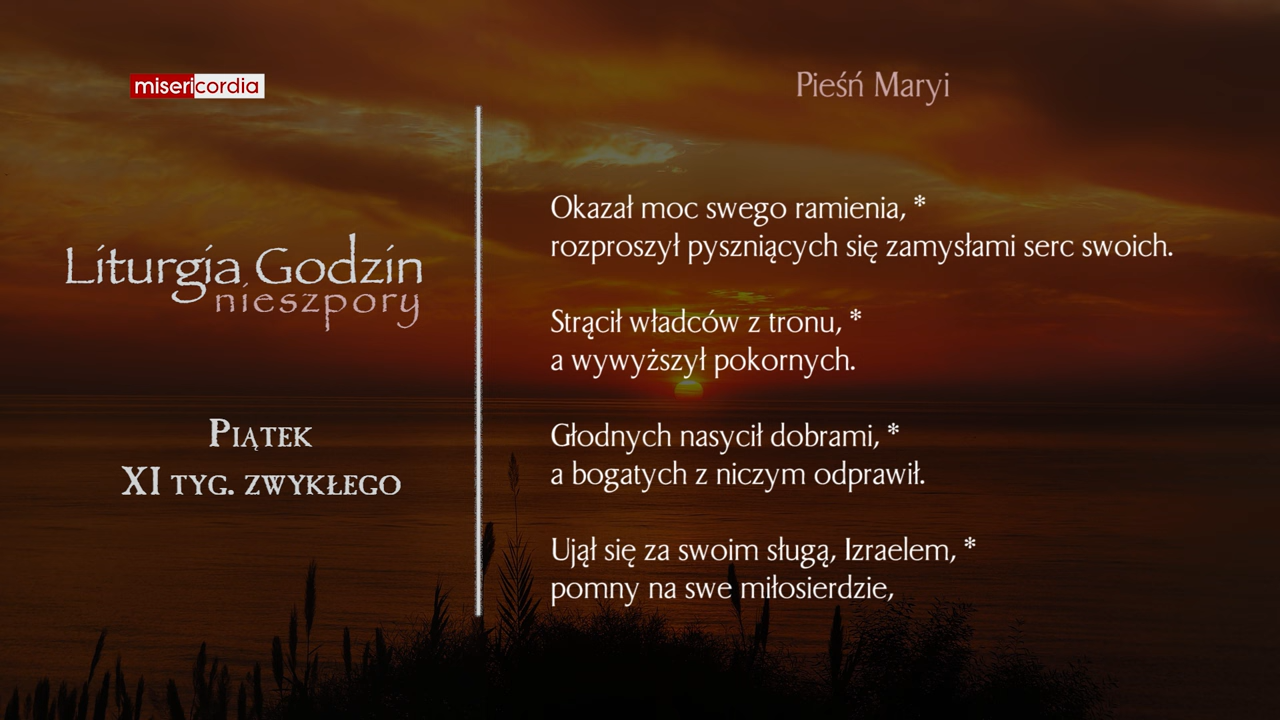 misericordia
Liturgia Godzin
nieszpory
Piątek
XI tyg. zwykłego
Pieśń Maryi
Okazał moc swego ramienia, *
rozproszył pyszniących się zamysłami serc swoich.
Strącił władców z tronu, *
a wywyższył pokornych.
Głodnych nasycił dobrami, *
a bogatych z niczym odprawił.
Ujął się za swoim sługą, Izraelem, *
pomny na swe miłosierdzie,